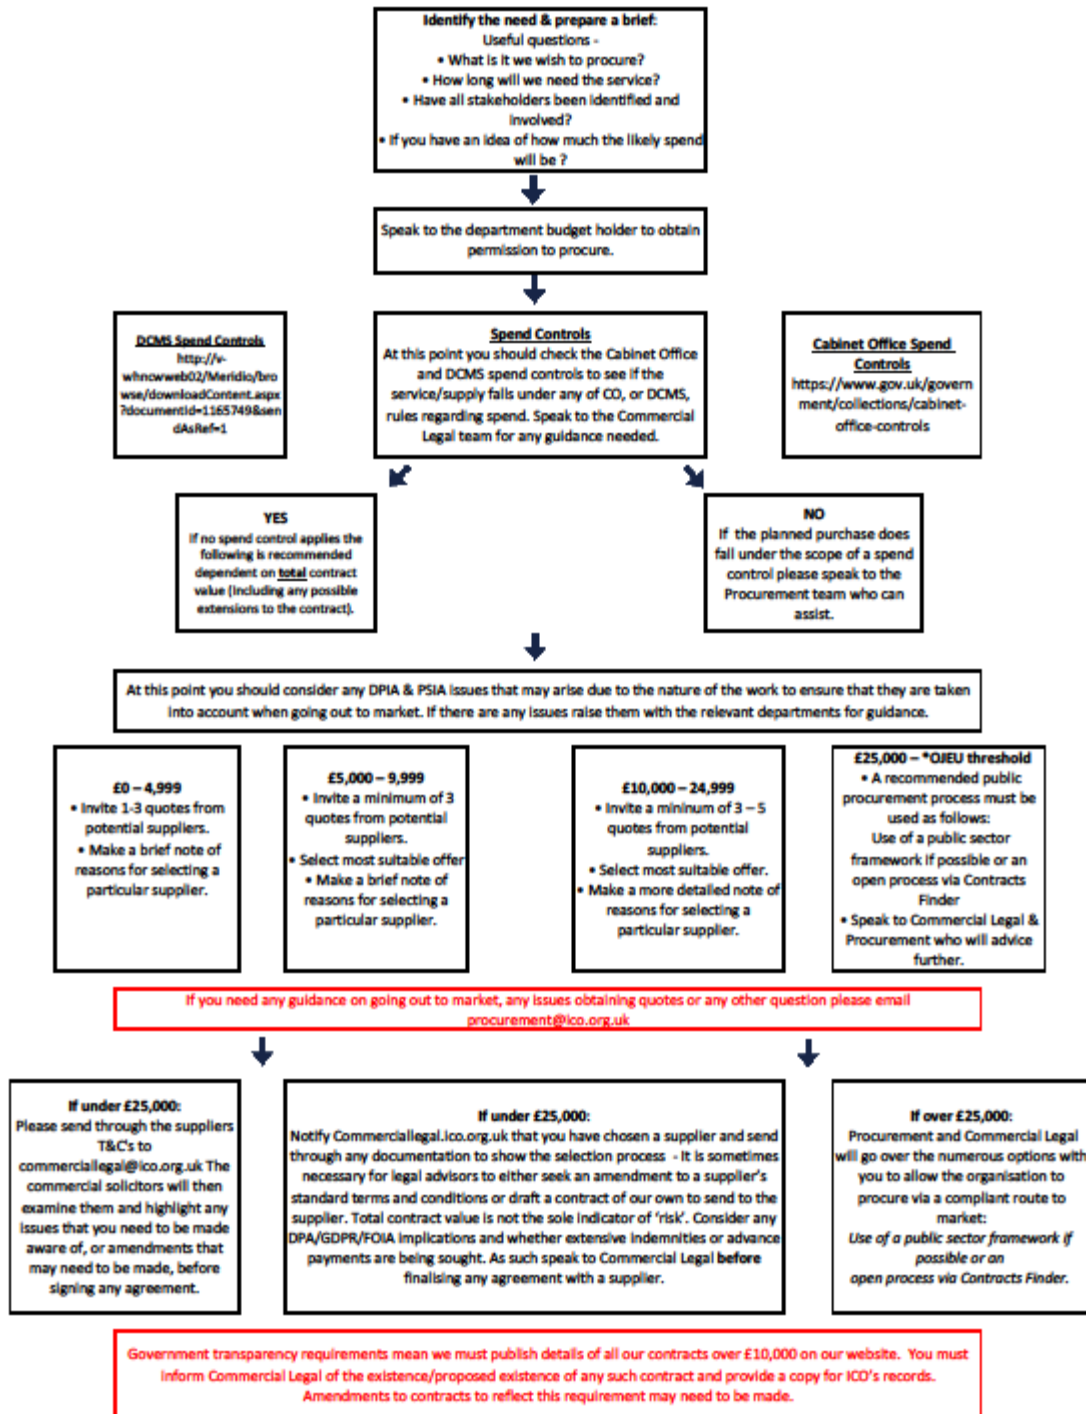 Identify the need & prepare a brief:
Useful questions -
• What is it we wish to procure?
• How long will we need the service?
• Have all stakeholders been identified and
involved?
• If you have an idea of how much the likely spend
will be ?
Speak to the department budget holder to obtain
permission to procure.
DCMS Spend Controls
http://v-
whncwweb02/Meridio/bro
wse/downloadContent.aspx
?documentId=1165749&sen
dAsRef=1
Spend Controls
At this point you should check the Cabinet Office
and DCMS spend controls to see if the
service/supply falls under any of CO, or DCMS,
rules regarding spend. Speak to the Commercial
Legal team for any guidance needed.
Cabinet Office Spend
Controls
https://www.gov.uk/govern
ment/collections/cabinet-
office-controls
YES
If no spend control applies the
following is recommended
dependent on total contract
value (including any possible
extensions to the contract).
NO
If the planned purchase does
fall under the scope of a spend
control please speak to the
Procurement team who can
assist.
At this point you should consider any DPIA & PSIA issues that may arise due to the nature of the work to ensure that they are taken
into account when going out to market. If there are any issues raise them with the relevant departments for guidance.
£0 – 4,999
• Invite 1-3 quotes from
potential suppliers.
• Make a brief note of
reasons for selecting a
particular supplier.
£5,000 – 9,999
• Invite a minimum of 3
quotes from potential
suppliers.
• Select most suitable offer
• Make a brief note of
reasons for selecting a
particular supplier.
£10,000 – 24,999
• Invite a mininum of 3 – 5
quotes from potential
suppliers.
• Select most suitable offer.
• Make a more detailed note of
reasons for selecting a
particular supplier.
£25,000 – *OJEU threshold
• A recommended public
procurement process must be
used as follows:
Use of a public sector
framework if possible or an
open process via Contracts
Finder
• Speak to Commercial Legal &
Procurement who will advice
further.
If you need any guidance on going out to market, any issues obtaining quotes or any other question please email
procurement@ico.org.uk
If under £25,000:
Please send through the suppliers
T&C's to
commerciallegal@ico.org.uk The
commercial solicitors will then
examine them and highlight any
issues that you need to be made
aware of, or amendments that
may need to be made, before
signing any agreement.
If under £25,000:
Notify Commerciallegal.ico.org.uk that you have chosen a supplier and send
through any documentation to show the selection process - It is sometimes
necessary for legal advisors to either seek an amendment to a supplier's
standard terms and conditions or draft a contract of our own to send to the
supplier. Total contract value is not the sole indicator of 'risk'. Consider any
DPA/GDPR/FOIA implications and whether extensive indemnities or advance
payments are being sought. As such speak to Commercial Legal before
finalising any agreement with a supplier.
If over £25,000:
Procurement and Commercial Legal
will go over the numerous options with
you to allow the organisation to
procure via a compliant route to
market:
Use of a public sector framework if
possible or an
open process via Contracts Finder.
Government transparency requirements mean we must publish details of all our contracts over £10,000 on our website. You must
inform Commercial Legal of the existence/proposed existence of any such contract and provide a copy for ICO's records.
Amendments to contracts to reflect this requirement may need to be made.